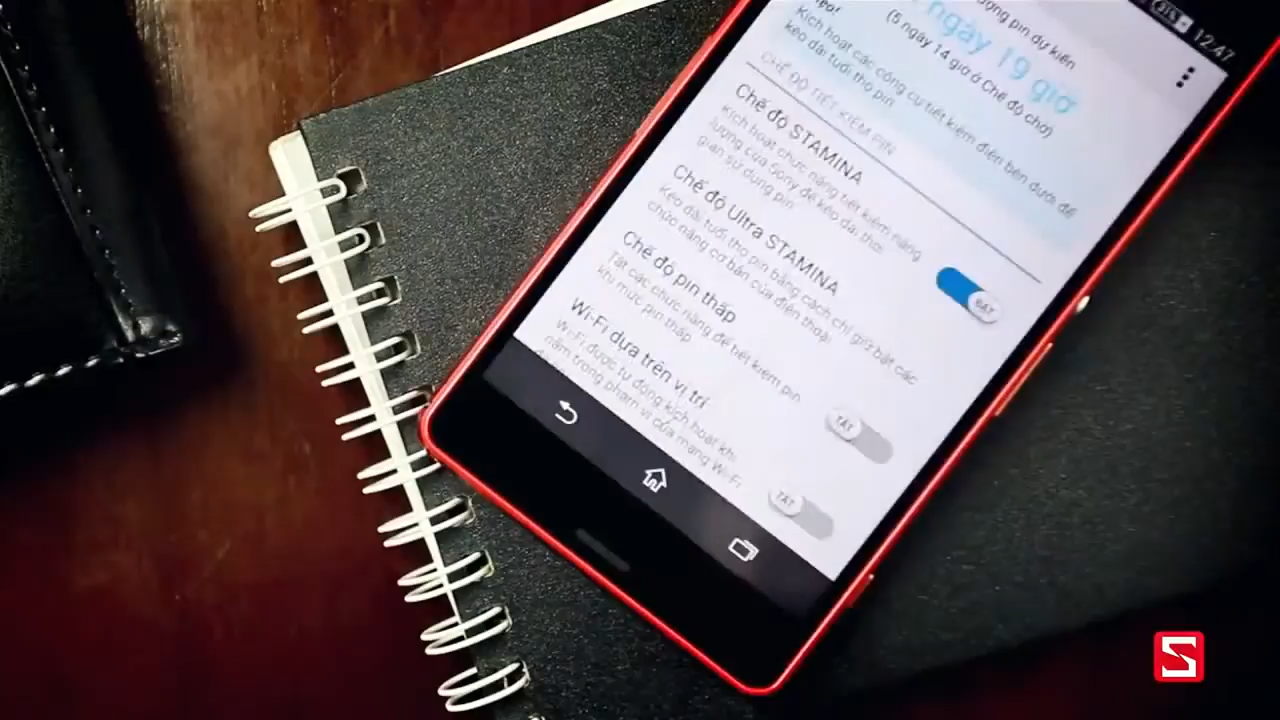 12:47
lượng pin dự kiến
ngày 19 giờ
(5 ngày 14 giờ ở Chế độ chờ)
Kích hoạt các công cụ tiết kiệm điện bên dưới để
kéo dài tuổi thọ pin.
CHẾ ĐỘ TIẾT KIỆM PIN
Chế độ STAMINA
Kích hoạt chức năng tiết kiệm năng
lượng của Sony để kéo dài thời
gian sử dụng pin
BẬT
Chế độ Ultra STAMINA
Kéo dài tuổi thọ pin bằng cách chỉ giữ bật các
chức năng cơ bản của điện thoại
Chế độ pin thấp
Tắt các chức năng để tiết kiệm pin
khi mức pin thấp
TẮT
Wi-Fi dựa trên vị trí
Wi-Fi được tự động kích hoạt khi
nằm trong phạm vi của mạng Wi-Fi
TẮT
S